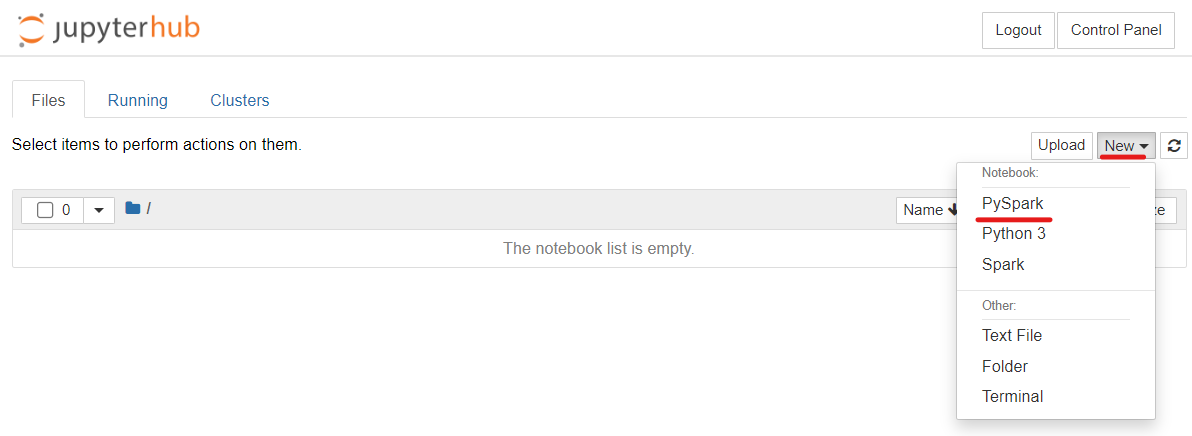 jupyterhub
Logout Control Panel
Files Running Clusters
Select items to perform actions on them.
Upload New
Notebook:
PySpark
Python 3
Spark
Other:
Text File
Folder
Terminal
0 / Name ze
The notebook list is empty.